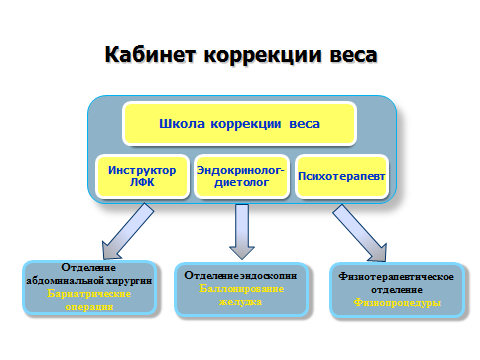 Кабинет коррекции веса
Школа коррекции веса
Инструктор
ЛФК
Эндокринолог-
диетолог
Психотерапевт
Отделение
абдоминальной хирургии
Бариатрические
операции
Отделение эндоскопии
Баллонирование
желудка
Физиотерапевтическое
отделение
Физиопроцедуры